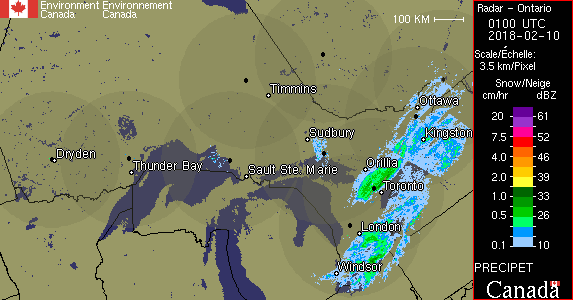 Environment Environnement
Canada Canada
100 KM
Timmins
Ottawa
Sudbury
Kingston
Dryden
Thunder Bay
Sault Ste. Marie
Orillia
Toronto
London
Windsor
Radar - Ontario
0100 UTC
2018-02-10
Scale/Échelle:
3.5 km/Pixel
Snow/Neige
cm/hr dBZ
20 61
7.5 52
4.0 46
2.0 39
1.0 33
0.5 26
0.1 10
PRECIPET
Canada